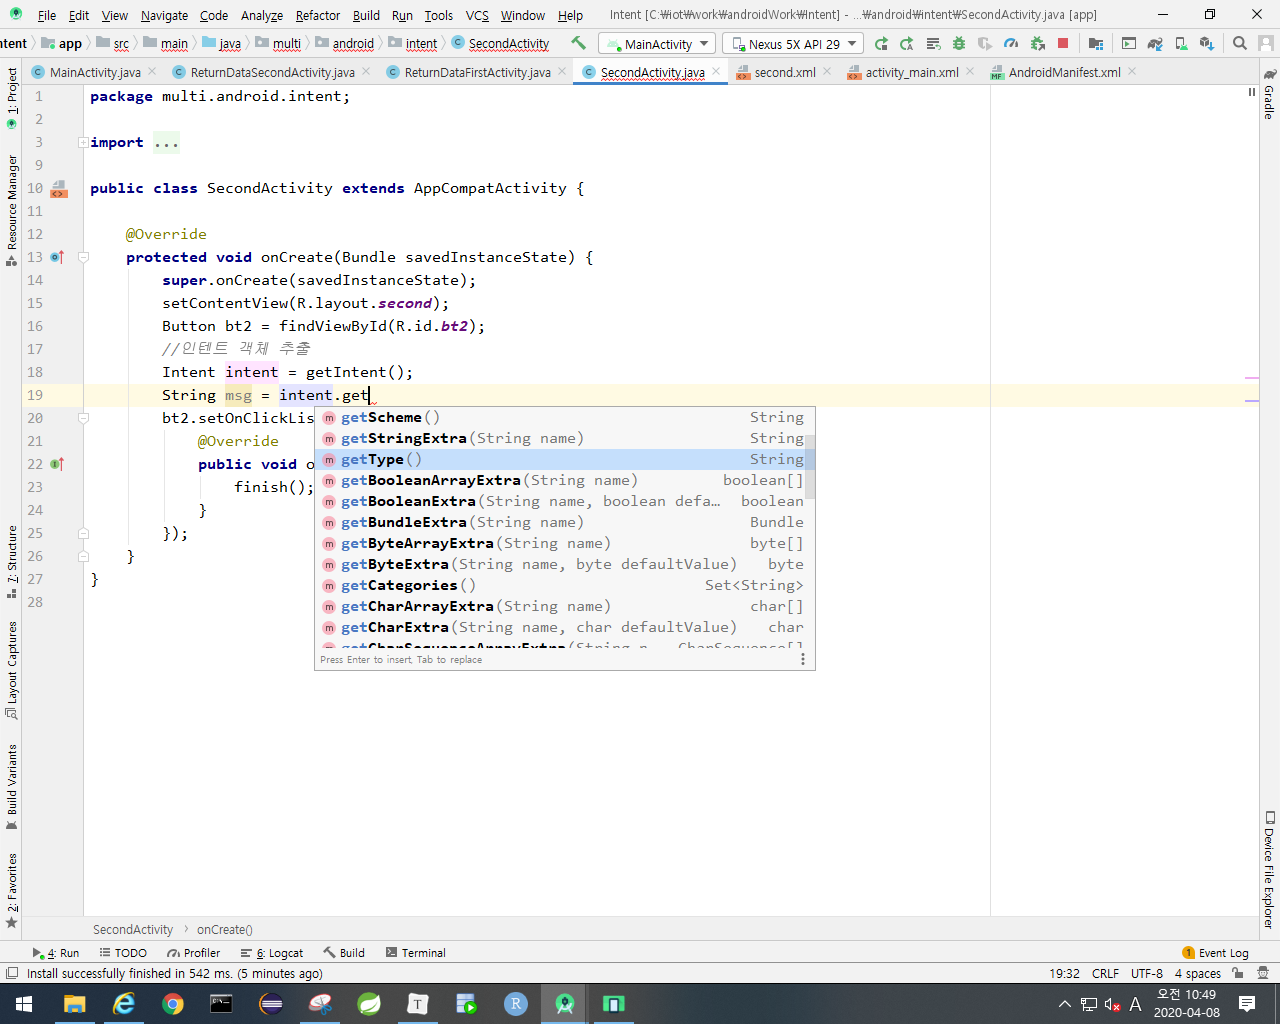 File Edit View Navigate Code Analyze Refactor Build Run Tools VCS Window Help Intent [C:₩iot₩work₩androidWork₩Intent] - ...₩android₩intent₩SecondActivity.java [app]
ntent app src main java multi android intent SecondActivity MainActivity Nexus 5X API 29
MainActivity.java ReturnDataSecondActivity.java ReturnDataFirstActivity.java SecondActivity.java second.xml activity_main.xml AndroidManifest.xml
1: Project
Resource Manager
7: Structure
Layout Captures
Build Variants
2: Favorites
1 package multi.android.intent;
2
3 import ...
9
10 public class SecondActivity extends AppCompatActivity {
11
12 @Override
13 protected void onCreate(Bundle savedInstanceState) {
14 super.onCreate(savedInstanceState);
15 setContentView(R.layout.second);
16 Button bt2 = findViewById(R.id.bt2);
17 //인텐트 객체 추출
18 Intent intent = getIntent();
19 String msg = intent.get
20 bt2.setOnClickLis
21 @Override
22 public void o
23 finish();
24 }
25 });
26 }
27 }
28
getScheme() String
getStringExtra(String name) String
getType() String
getBooleanArrayExtra(String name) boolean[]
getBooleanExtra(String name, boolean defa... boolean
getBundleExtra(String name) Bundle
getByteArrayExtra(String name) byte[]
getByteExtra(String name, byte defaultValue) byte
getCategories() Set<String>
getCharArrayExtra(String name) char[]
getCharExtra(String name, char defaultValue) char
getCharSequenceArrayExtra(String n... CharSequence[]
Press Enter to insert, Tab to replace
Gradle
Device File Explorer
SecondActivity onCreate()
4: Run TODO Profiler 6: Logcat Build Terminal 1 Event Log
Install successfully finished in 542 ms. (5 minutes ago) 19:32 CRLF UTF-8 4 spaces
A 오전 10:49
2020-04-08